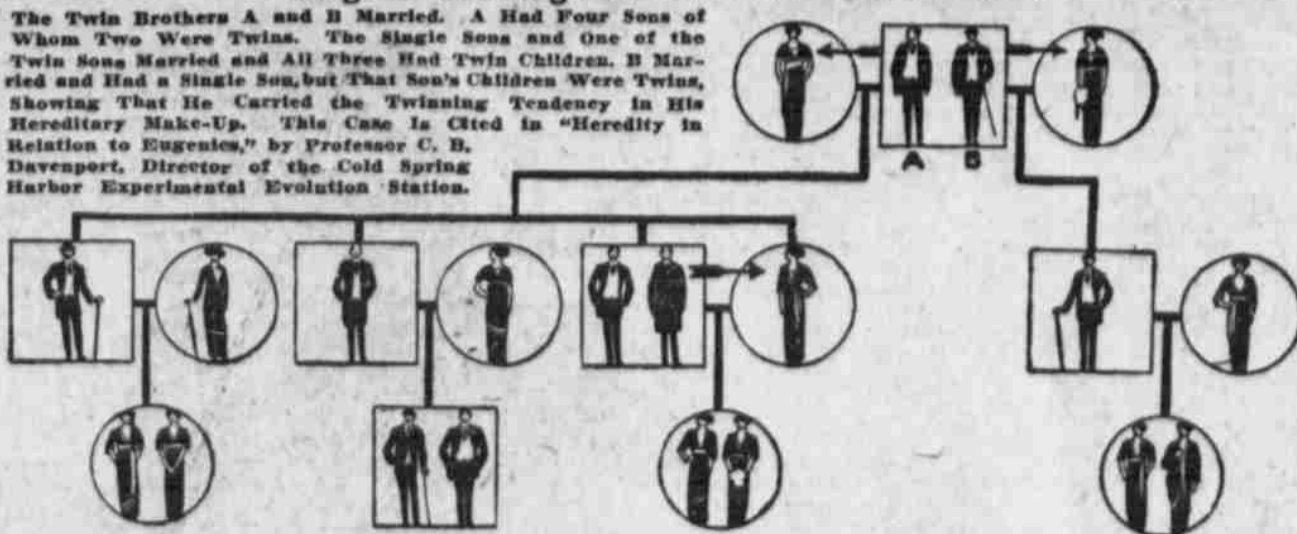 The Twin Brothers A and B Married. A Had Four Sons of
Whom Two Were Twins. The Single Sons and One of the
Twin Sons Married and All Three Had Twin Children. B Mar-
ried and Had a Single Son, but That Son's Children Were Twins,
Showing That He Carried the Twinning Tendency in His
Hereditary Make-Up. This Case Is Cited in "Heredity in
Relation to Eugenics," by Professor C. B.
Davenport, Director of the Cold Spring
Harbor Experimental Evolution Station.
A B